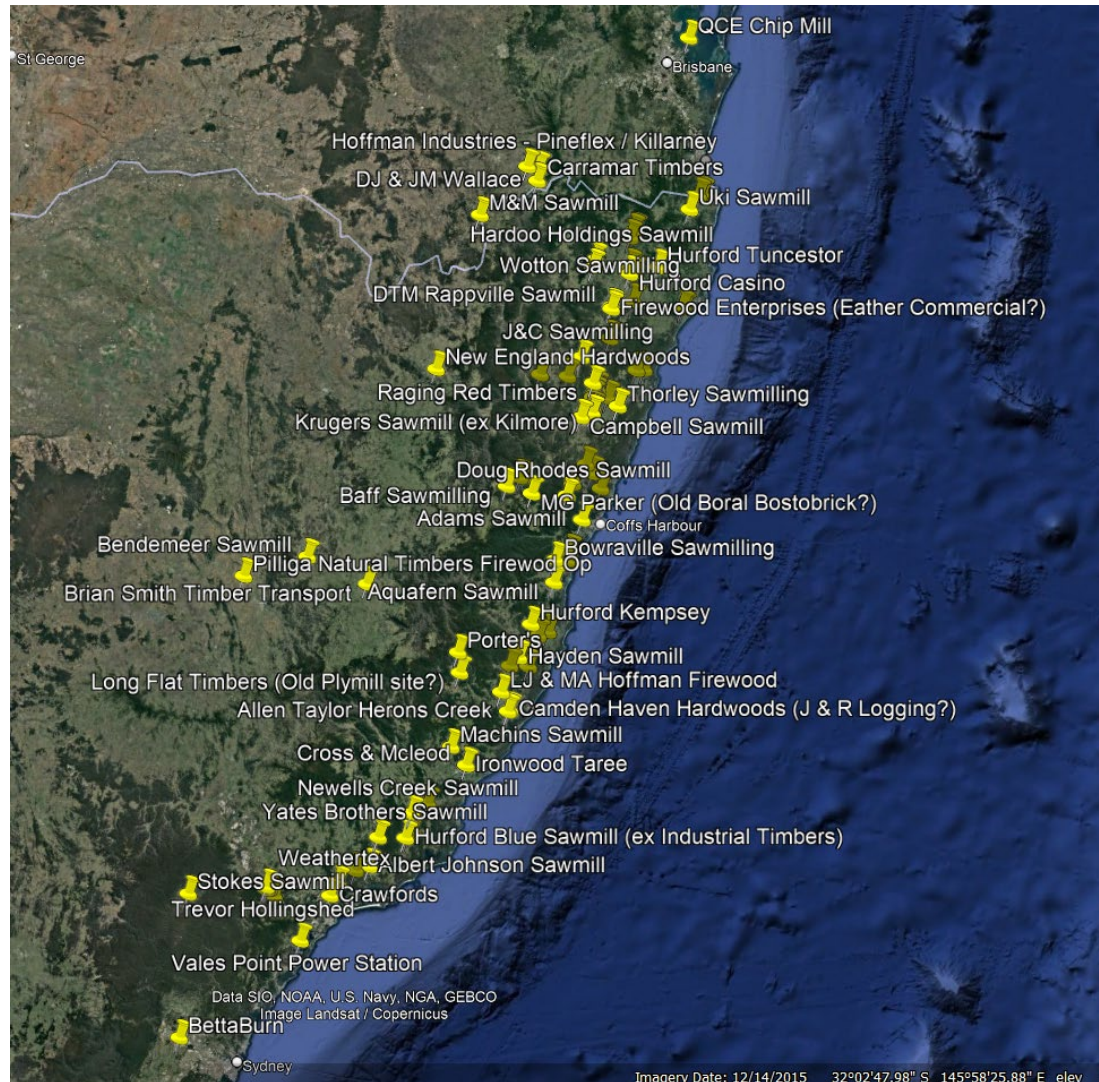 QCE Chip Mill
St George
Brisbane
Hoffman Industries - Pineflex / Killarney
Carramar Timbers
DJ & JM Wallace
M&M Sawmill
Uki Sawmill
Hardoo Holdings Sawmill
Hurford Tuncestor
Wotton Sawmilling
Hurford Casino
DTM Rappville Sawmill
Firewood Enterprises (Eather Commercial?)
J&C Sawmilling
New England Hardwoods
Raging Red Timbers
Thorley Sawmilling
Krugers Sawmill (ex Kilmore)
Campbell Sawmill
Doug Rhodes Sawmill
Baff Sawmilling
MG Parker (Old Boral Bostobrick?)
Adams Sawmill
Coffs Harbour
Bendemeer Sawmill
Bowraville Sawmilling
Pilliga Natural Timbers Firewod Op
Brian Smith Timber Transport
Aquafern Sawmill
Hurford Kempsey
Porter's
Hayden Sawmill
Long Flat Timbers (Old Plymill site?)
LJ & MA Hoffman Firewood
Allen Taylor Herons Creek
Camden Haven Hardwoods (J & R Logging?)
Machins Sawmill
Cross & Mcleod
Ironwood Taree
Newells Creek Sawmill
Yates Brothers Sawmill
Hurford Blue Sawmill (ex Industrial Timbers)
Weathertex
Albert Johnson Sawmill
Stokes Sawmill
Crawfords
Trevor Hollingshed
Vales Point Power Station
Data SIO, NOAA, U.S. Navy, NGA, GEBCO
Image Landsat / Copernicus
BettaBurn
Sydney
Imagery Date: 12/14/2015 32°02'47.98" S 145°58'25.88" E elev